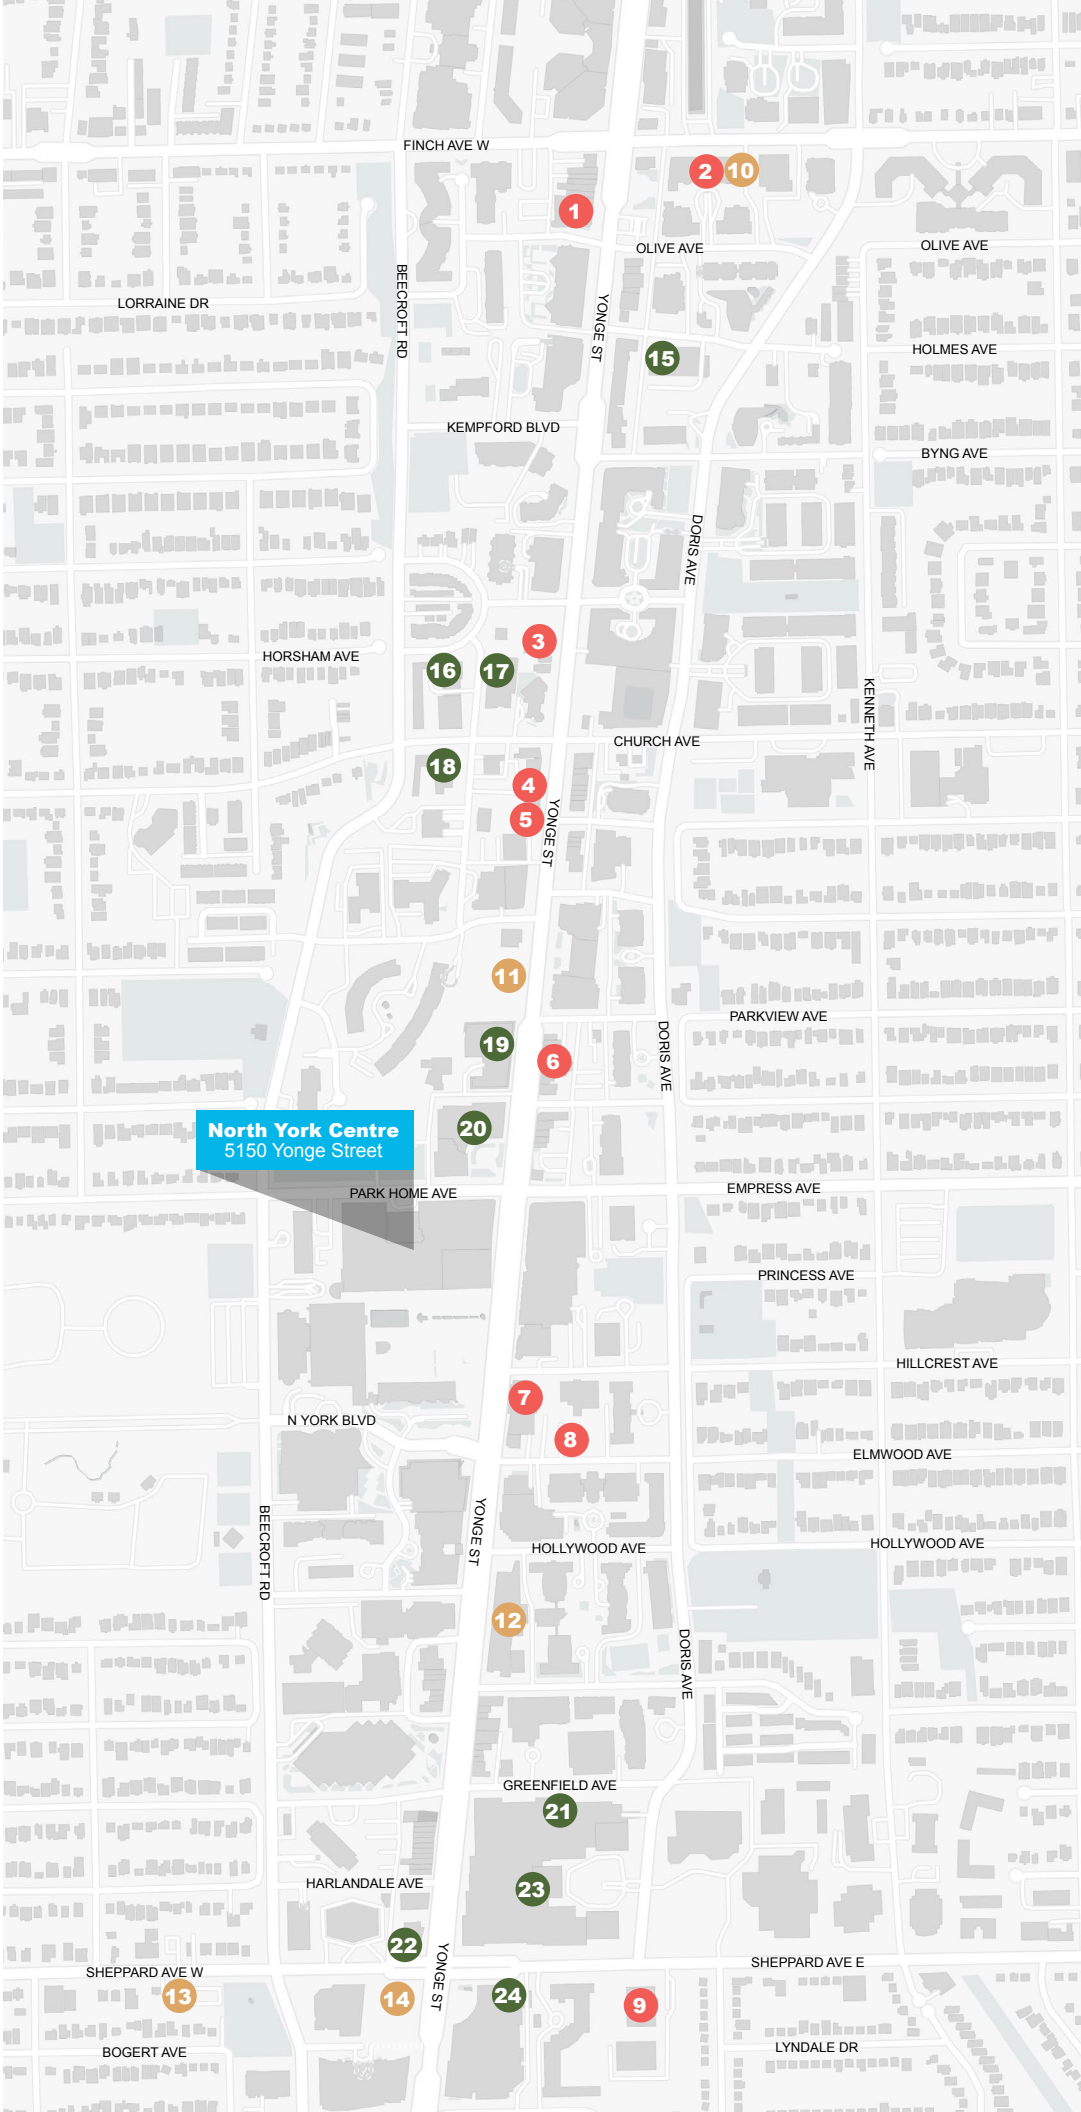 FINCH AVE W
2
10
1
OLIVE AVE
OLIVE AVE
LORRAINE DR
BEECROFT RD
YONGE ST
15
HOLMES AVE
KEMPFORD BLVD
BYNG AVE
DORIS AVE
3
HORSHAM AVE
16
17
KENNETH AVE
CHURCH AVE
18
4
5
YONGE ST
11
PARKVIEW AVE
19
6
DORIS AVE
North York Centre
5150 Yonge Street
20
PARK HOME AVE
EMPRESS AVE
PRINCESS AVE
HILLCREST AVE
7
N YORK BLVD
8
ELMWOOD AVE
BEECROFT RD
YONGE ST
HOLLYWOOD AVE
HOLLYWOOD AVE
12
DORIS AVE
GREENFIELD AVE
21
HARLANDALE AVE
23
22
YONGE ST
SHEPPARD AVE W
SHEPPARD AVE E
13
14
24
9
BOGERT AVE
LYNDALE DR